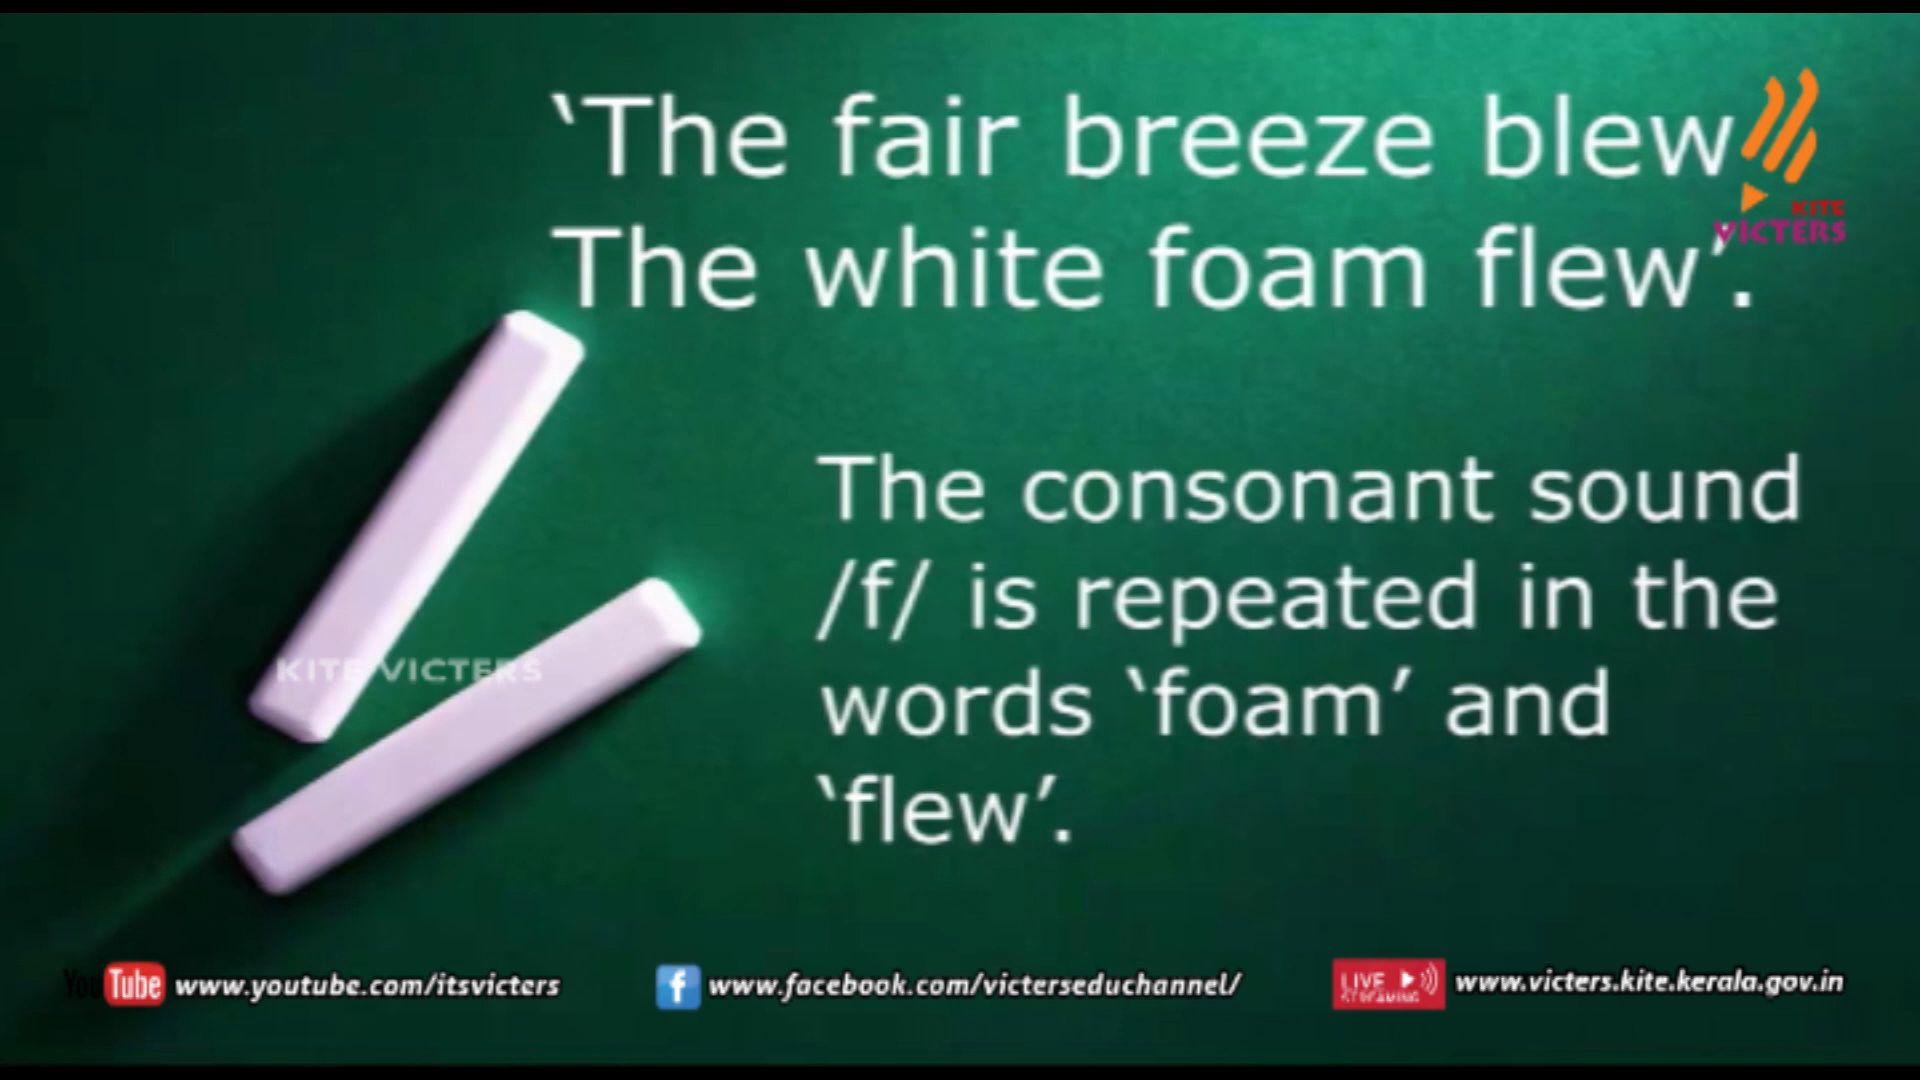 ‘The fair breeze blew
The white foam flew’.
KITE
VICTERS
The consonant sound
/f/ is repeated in the
words ‘foam’ and
‘flew’.
KITE VICTERS
YouTube www.youtube.com/itsvicters
f www.facebook.com/victerseduchannel/
LIVE STREAMING www.victers.kite.kerala.gov.in